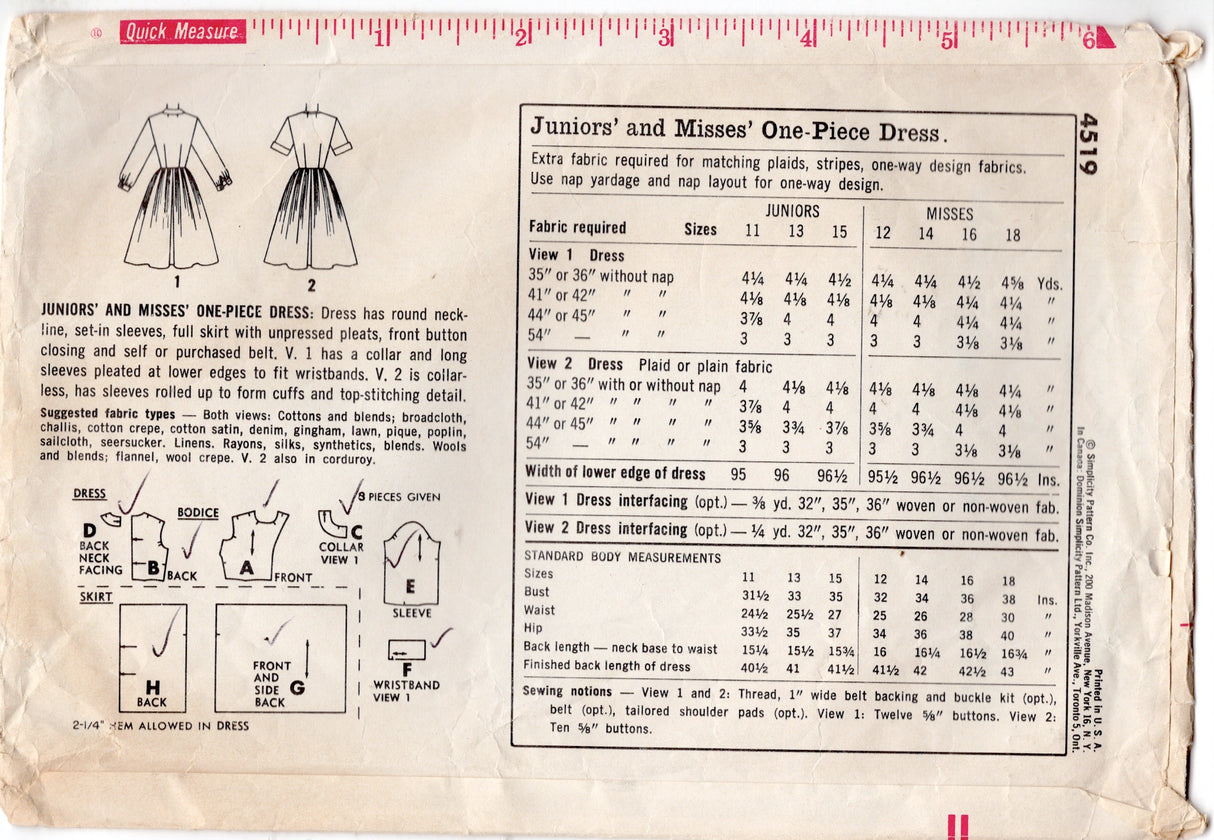 ® Quick Measure 1 2 3 4 5 6
1 2
JUNIORS' AND MISSES' ONE-PIECE DRESS: Dress has round neck-
line, set-in sleeves, full skirt with unpressed pleats, front button
closing and self or purchased belt. V. 1 has a collar and long
sleeves pleated at lower edges to fit wristbands. V. 2 is collar-
less, has sleeves rolled up to form cuffs and top-stitching detail.
Suggested fabric types — Both views: Cottons and blends; broadcloth,
challis, cotton crepe, cotton satin, denim, gingham, lawn, pique, poplin,
sailcloth, seersucker. Linens. Rayons, silks, synthetics, blends. Wools
and blends; flannel, wool crepe. V. 2 also in corduroy.
DRESS
BODICE
8 PIECES GIVEN
D
BACK
NECK
FACING
B
BACK
A
FRONT
C
COLLAR
VIEW 1
E
SLEEVE
SKIRT
H
BACK
FRONT
AND
SIDE G
BACK
F
WRISTBAND
VIEW 1
2-1/4" HEM ALLOWED IN DRESS
Juniors' and Misses' One-Piece Dress.
Extra fabric required for matching plaids, stripes, one-way design fabrics.
Use nap yardage and nap layout for one-way design.
JUNIORS MISSES
Fabric required Sizes 11 13 15 12 14 16 18
View 1 Dress
35" or 36" without nap 4¼ 4¼ 4½ 4¼ 4¼ 4½ 4⅝ Yds.
41" or 42" " " 4⅛ 4⅛ 4⅛ 4⅛ 4⅛ 4¼ 4¼ "
44" or 45" " " 3⅞ 4 4 4 4 4¼ 4¼ "
54" — " " 3 3 3 3 3 3⅛ 3⅛ "
View 2 Dress Plaid or plain fabric
35" or 36" with or without nap 4 4⅛ 4⅛ 4⅛ 4⅛ 4⅛ 4¼ "
41" or 42" " " " " 3⅞ 4 4 4 4 4⅛ 4⅛ "
44" or 45" " " " " 3⅝ 3¾ 3⅞ 3⅝ 3¾ 4 4 "
54" — " " " " 3 3 3 3 3 3⅛ 3⅛ "
Width of lower edge of dress 95 96 96½ 95½ 96½ 96½ 96½ Ins.
View 1 Dress interfacing (opt.) — ⅜ yd. 32", 35", 36" woven or non-woven fab.
View 2 Dress interfacing (opt.) — ¼ yd. 32", 35", 36" woven or non-woven fab.
STANDARD BODY MEASUREMENTS
Sizes 11 13 15 12 14 16 18
Bust 31½ 33 35 32 34 36 38 Ins.
Waist 24½ 25½ 27 25 26 28 30 "
Hip 33½ 35 37 34 36 38 40 "
Back length — neck base to waist 15¼ 15½ 15¾ 16 16¼ 16½ 16¾ "
Finished back length of dress 40½ 41 41½ 41½ 42 42½ 43 "
Sewing notions — View 1 and 2: Thread, 1" wide belt backing and buckle kit (opt.),
belt (opt.), tailored shoulder pads (opt.). View 1: Twelve ⅝" buttons. View 2:
Ten ⅝" buttons.
4519
Printed in U. S. A.
© Simplicity Pattern Co. Inc., 200 Madison Avenue, New York 16, N. Y.
In Canada: Dominion Simplicity Pattern Ltd., Yorkville Ave., Toronto 5, Ont.